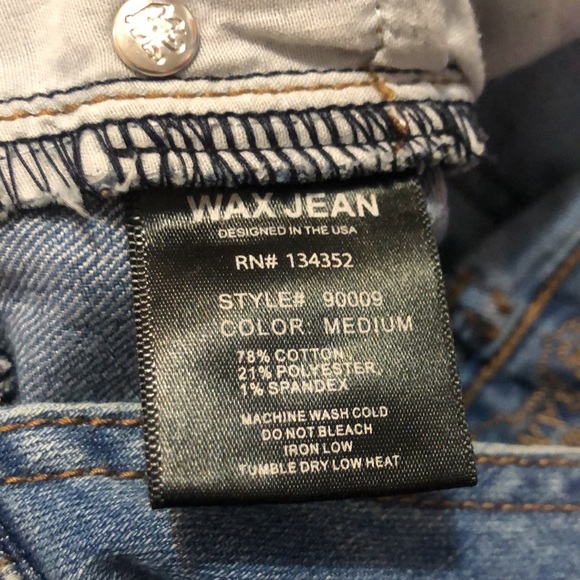 WAX JEAN
DESIGNED IN THE USA
RN# 134352
STYLE# 90009
COLOR: MEDIUM
78% COTTON,
21% POLYESTER,
1% SPANDEX
MACHINE WASH COLD
DO NOT BLEACH
IRON LOW
TUMBLE DRY LOW HEAT